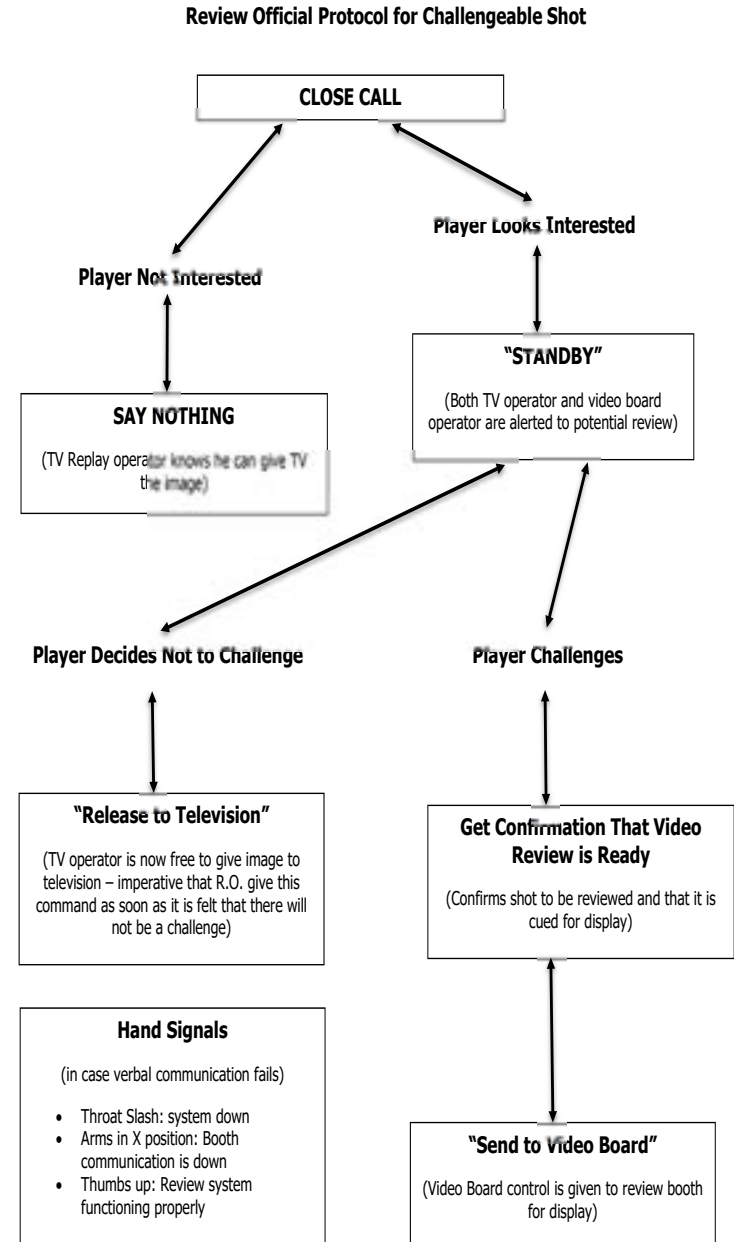 Review Official Protocol for Challengeable Shot
CLOSE CALL
Player Looks Interested
Player Not Interested
“STANDBY”
(Both TV operator and video board
operator are alerted to potential review)
SAY NOTHING
(TV Replay operator knows he can give TV
the image)
Player Decides Not to Challenge
Player Challenges
“Release to Television”
(TV operator is now free to give image to
television – imperative that R.O. give this
command as soon as it is felt that there will
not be a challenge)
Get Confirmation That Video
Review is Ready
(Confirms shot to be reviewed and that it is
cued for display)
Hand Signals
(in case verbal communication fails)
• Throat Slash: system down
• Arms in X position: Booth
communication is down
• Thumbs up: Review system
functioning properly
“Send to Video Board”
(Video Board control is given to review booth
for display)